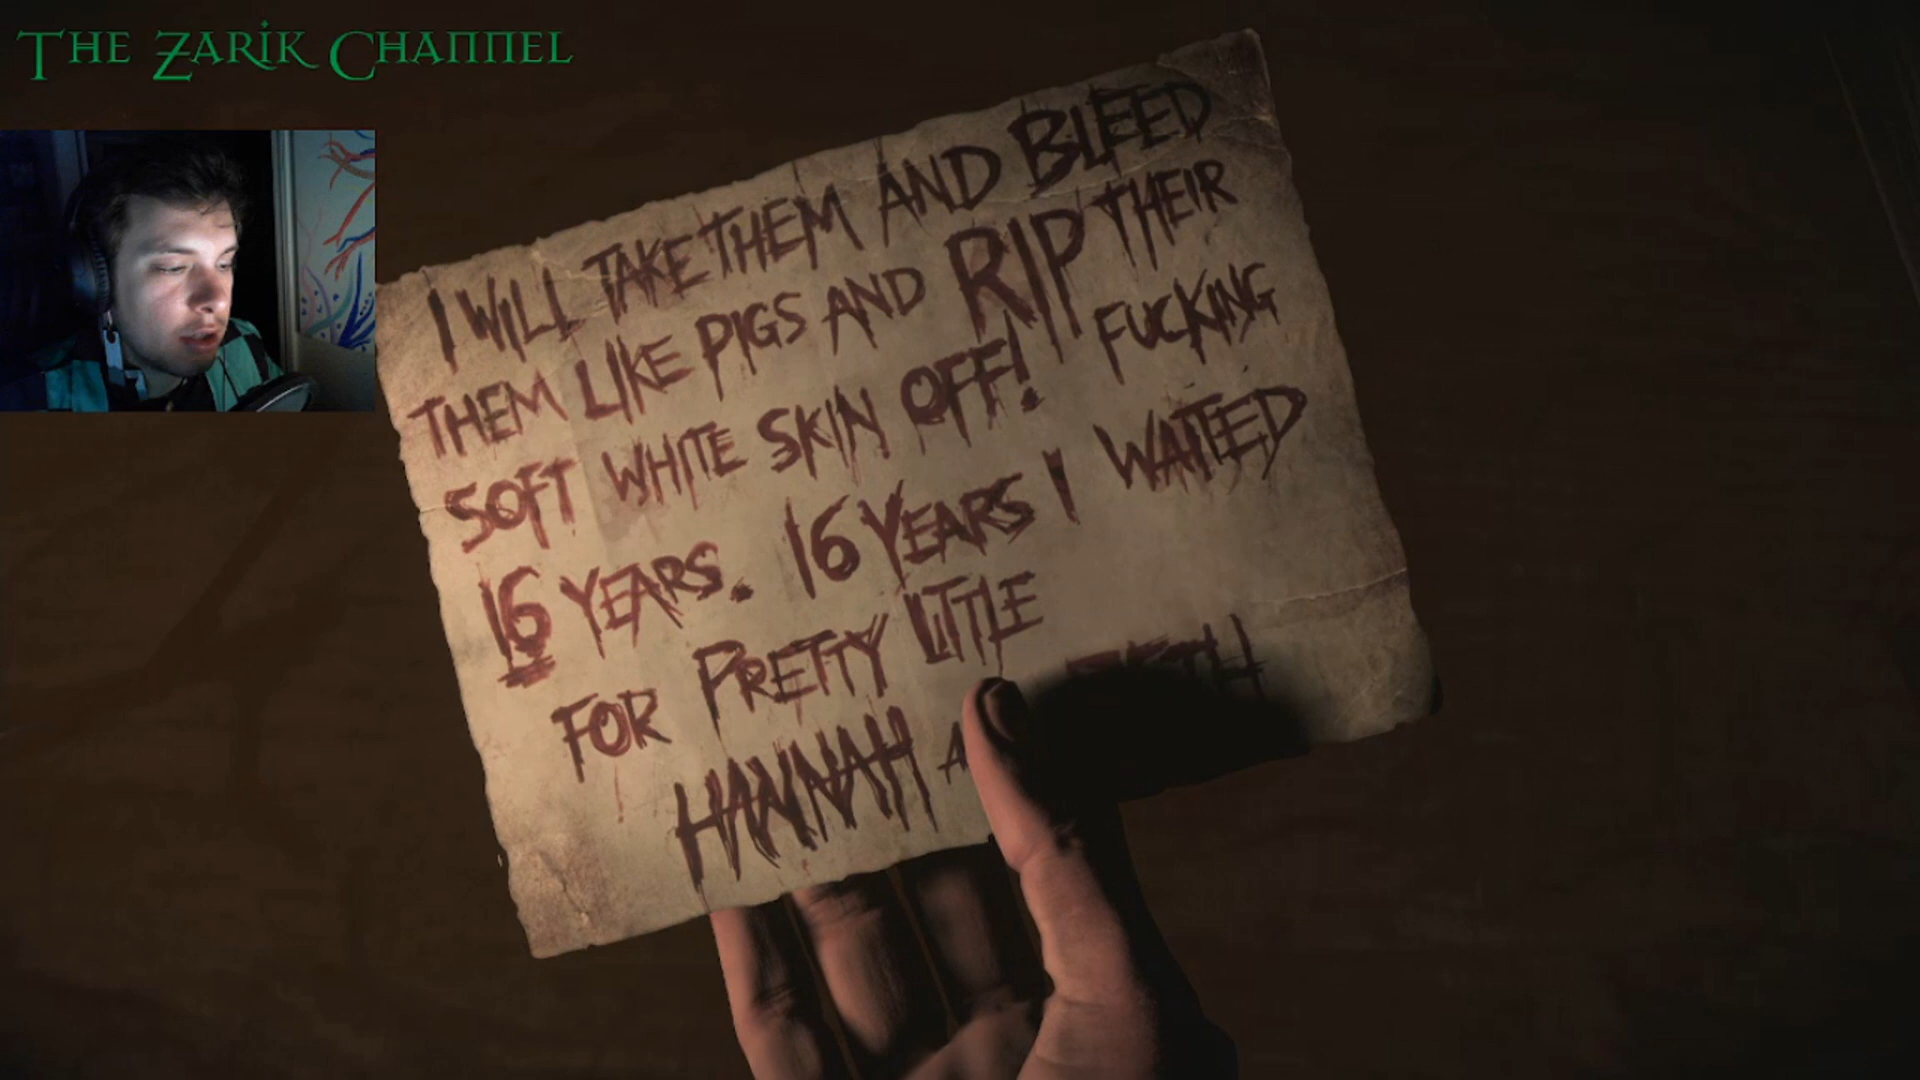 The Zarik Channel
I WILL TAKE THEM AND BLEED
THEM LIKE PIGS AND RIP THEIR
SOFT WHITE SKIN OFF! FUCKING
16 YEARS. 16 YEARS I WAITED
FOR PRETTY LITTLE
HANNAH